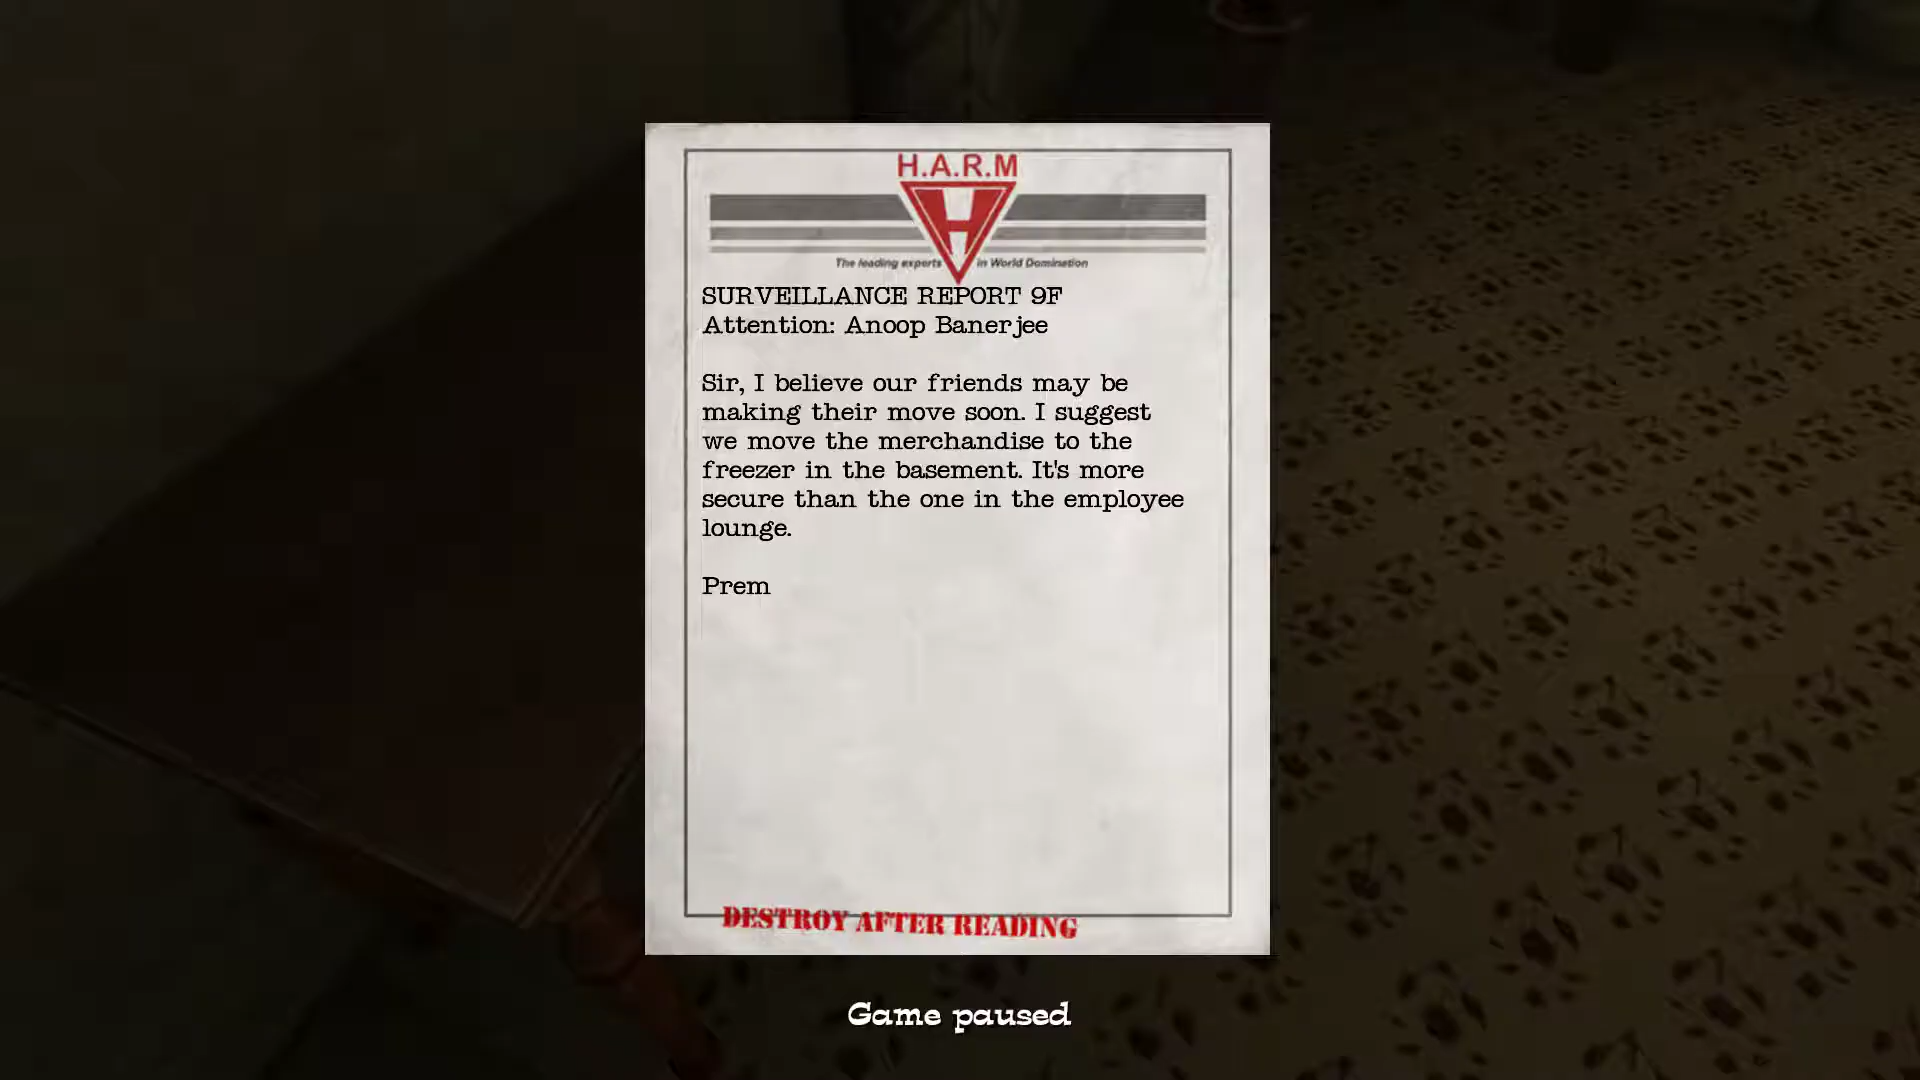 H.A.R.M
H
The leading experts in World Domination
SURVEILLANCE REPORT 9F
Attention: Anoop Banerjee
Sir, I believe our friends may be
making their move soon. I suggest
we move the merchandise to the
freezer in the basement. It's more
secure than the one in the employee
lounge.
Prem
DESTROY AFTER READING
Game paused